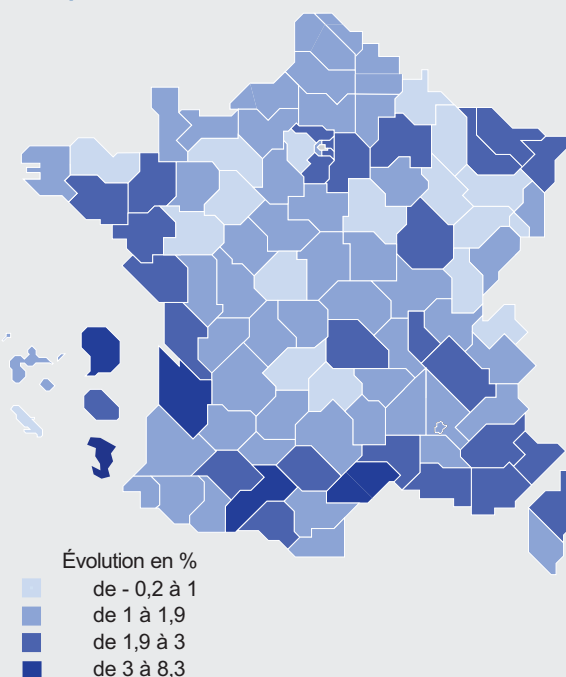 Évolution en %
de - 0,2 à 1
de 1 à 1,9
de 1,9 à 3
de 3 à 8,3